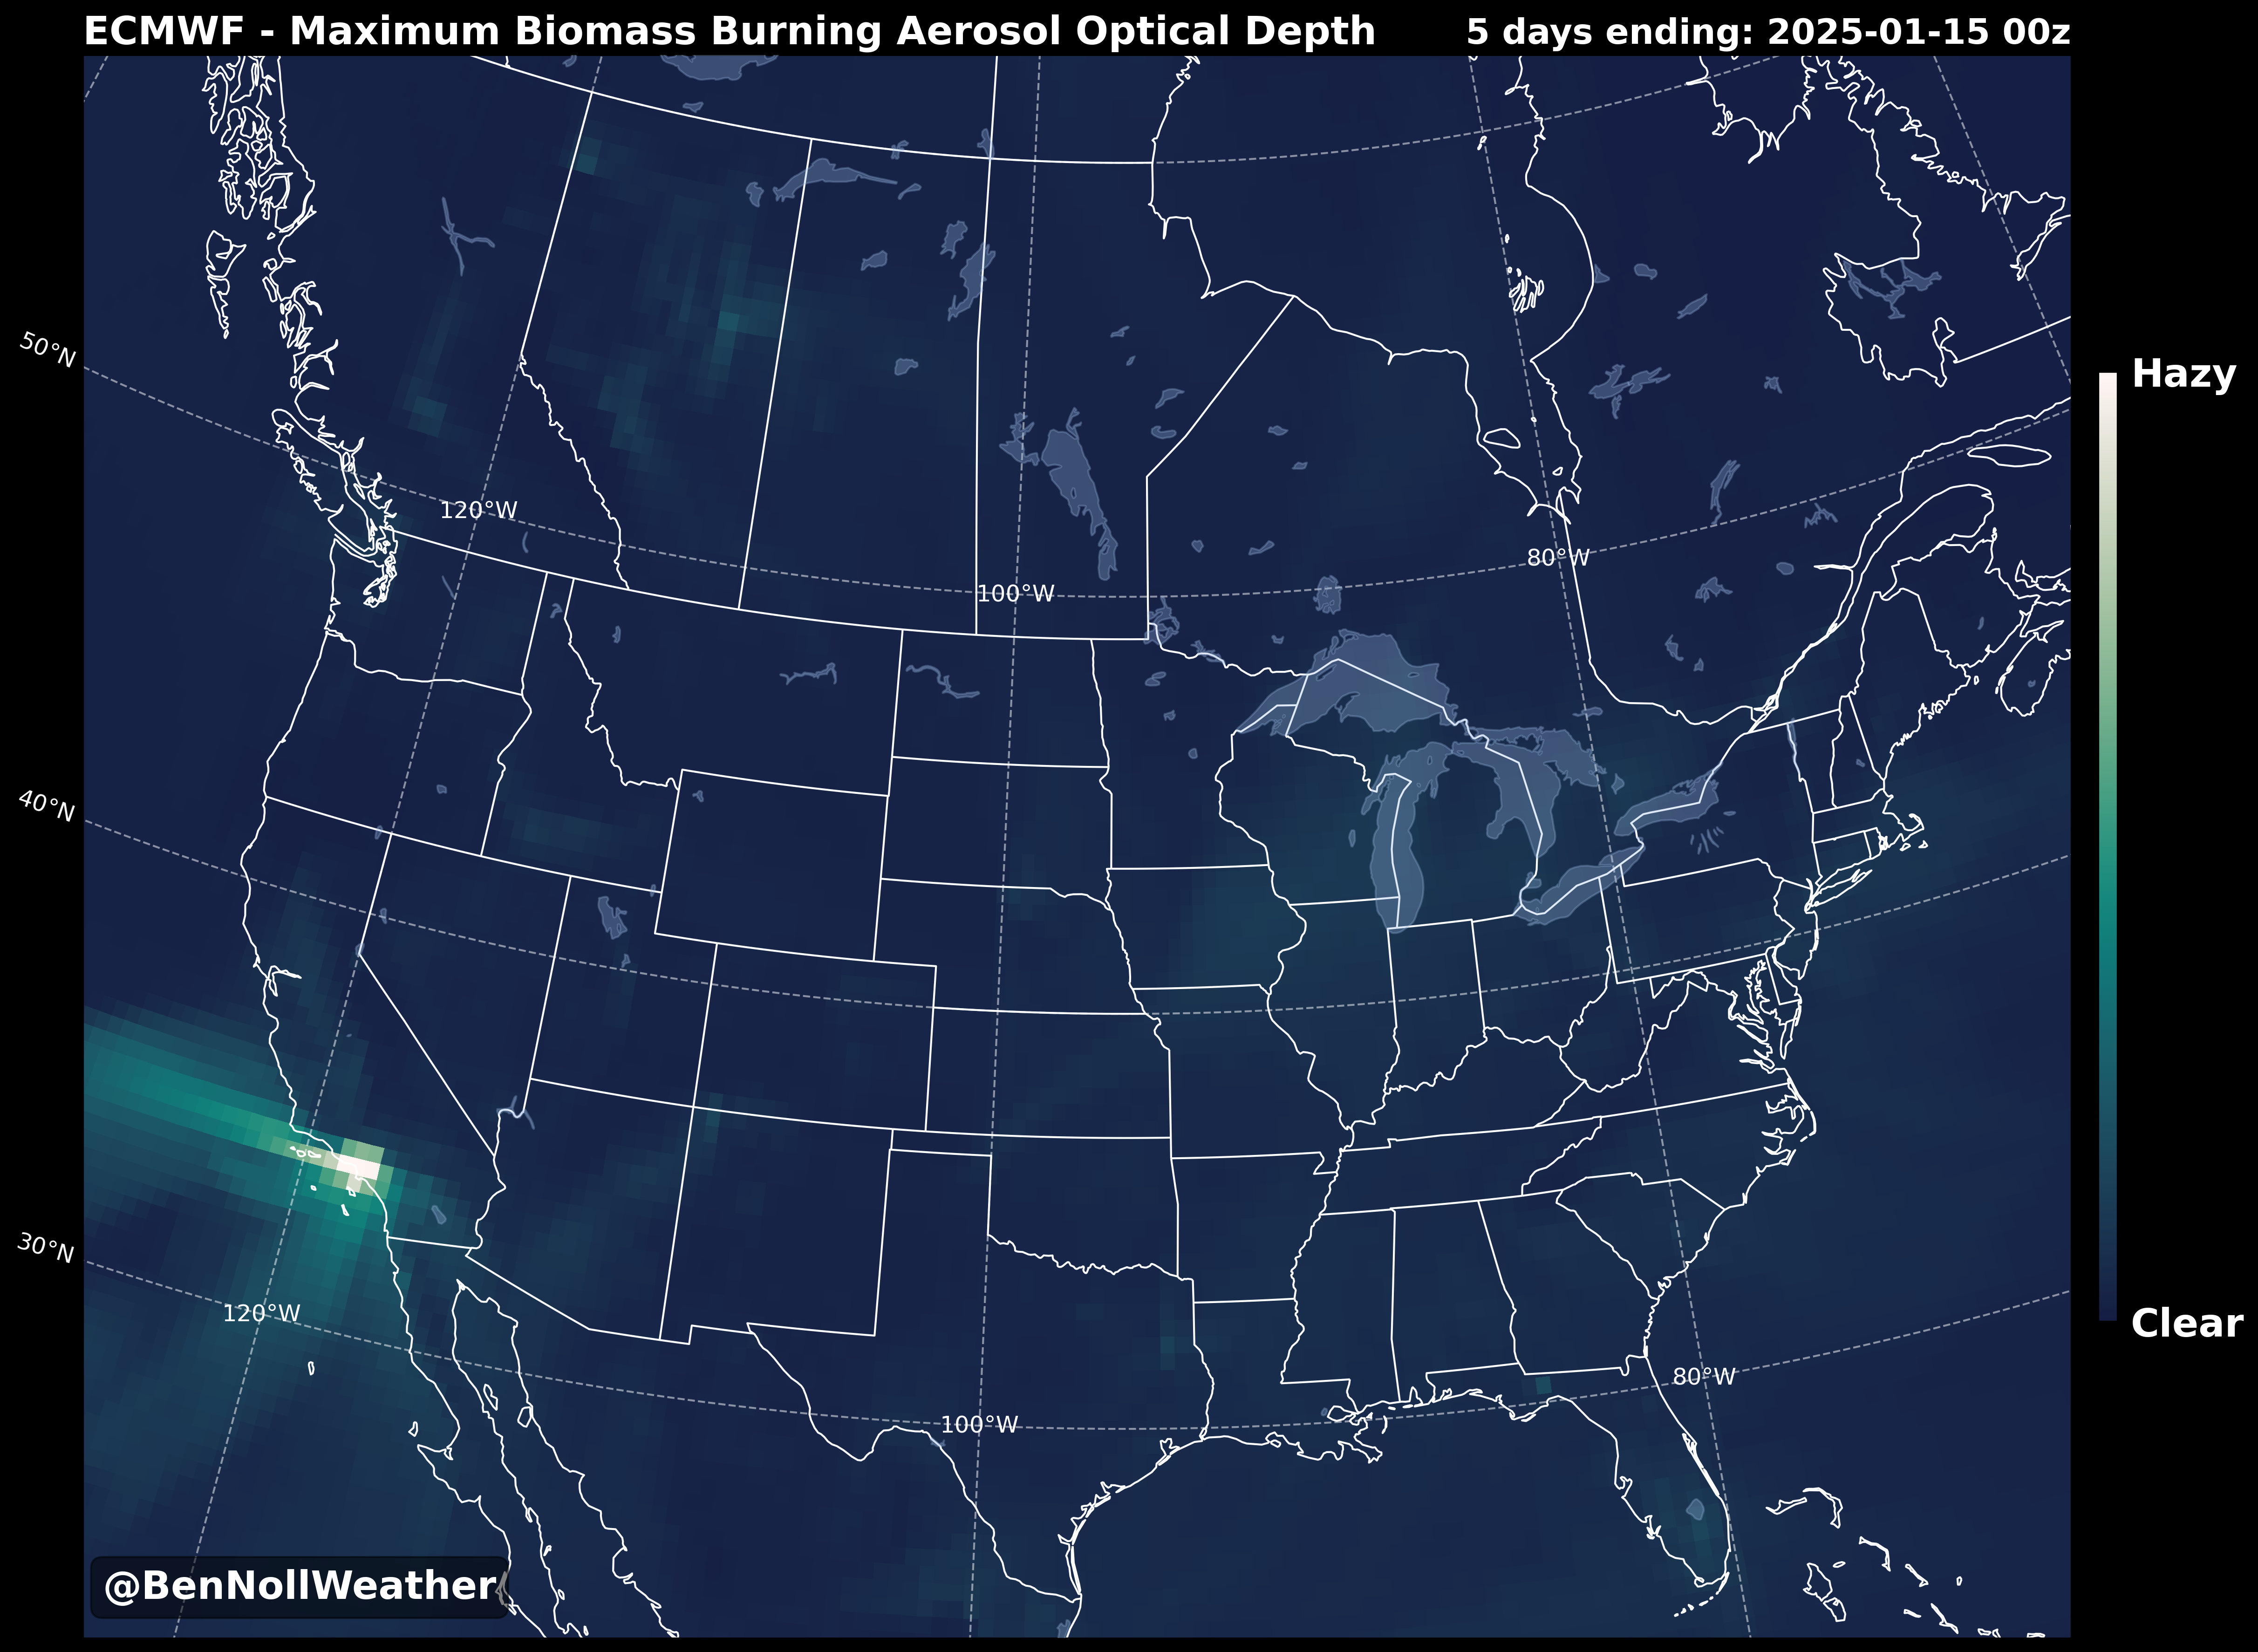 ECMWF - Maximum Biomass Burning Aerosol Optical Depth
5 days ending: 2025-01-15 00z
50°N
Hazy
120°W
80°W
100°W
40°N
30°N
120°W
Clear
80°W
100°W
@BenNollWeather